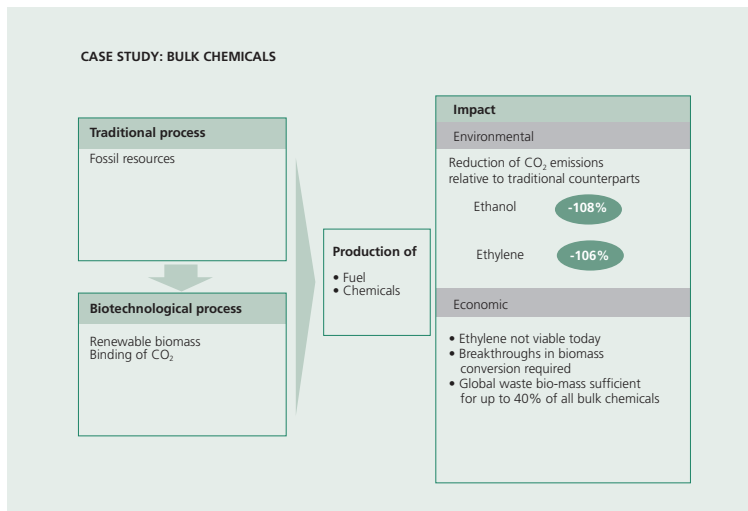 CASE STUDY: BULK CHEMICALS
Traditional process
Fossil resources
Biotechnological process
Renewable biomass
Binding of CO₂
Production of
• Fuel
• Chemicals
Impact
Environmental
Reduction of CO₂ emissions
relative to traditional counterparts
Ethanol -108%
Ethylene -106%
Economic
• Ethylene not viable today
• Breakthroughs in biomass
conversion required
• Global waste bio-mass sufficient
for up to 40% of all bulk chemicals